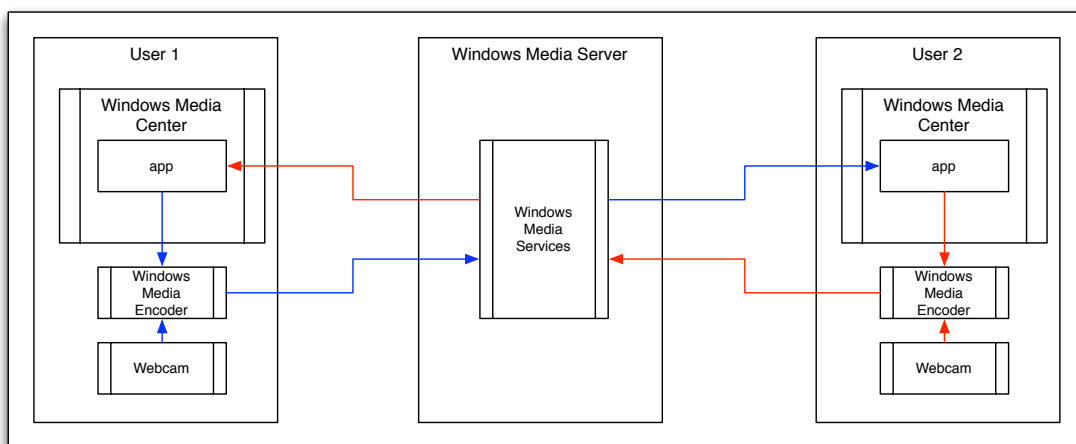 User 1
Windows Media
Center
app
Windows
Media
Encoder
Webcam
Windows Media Server
Windows
Media
Services
User 2
Windows Media
Center
app
Windows
Media
Encoder
Webcam